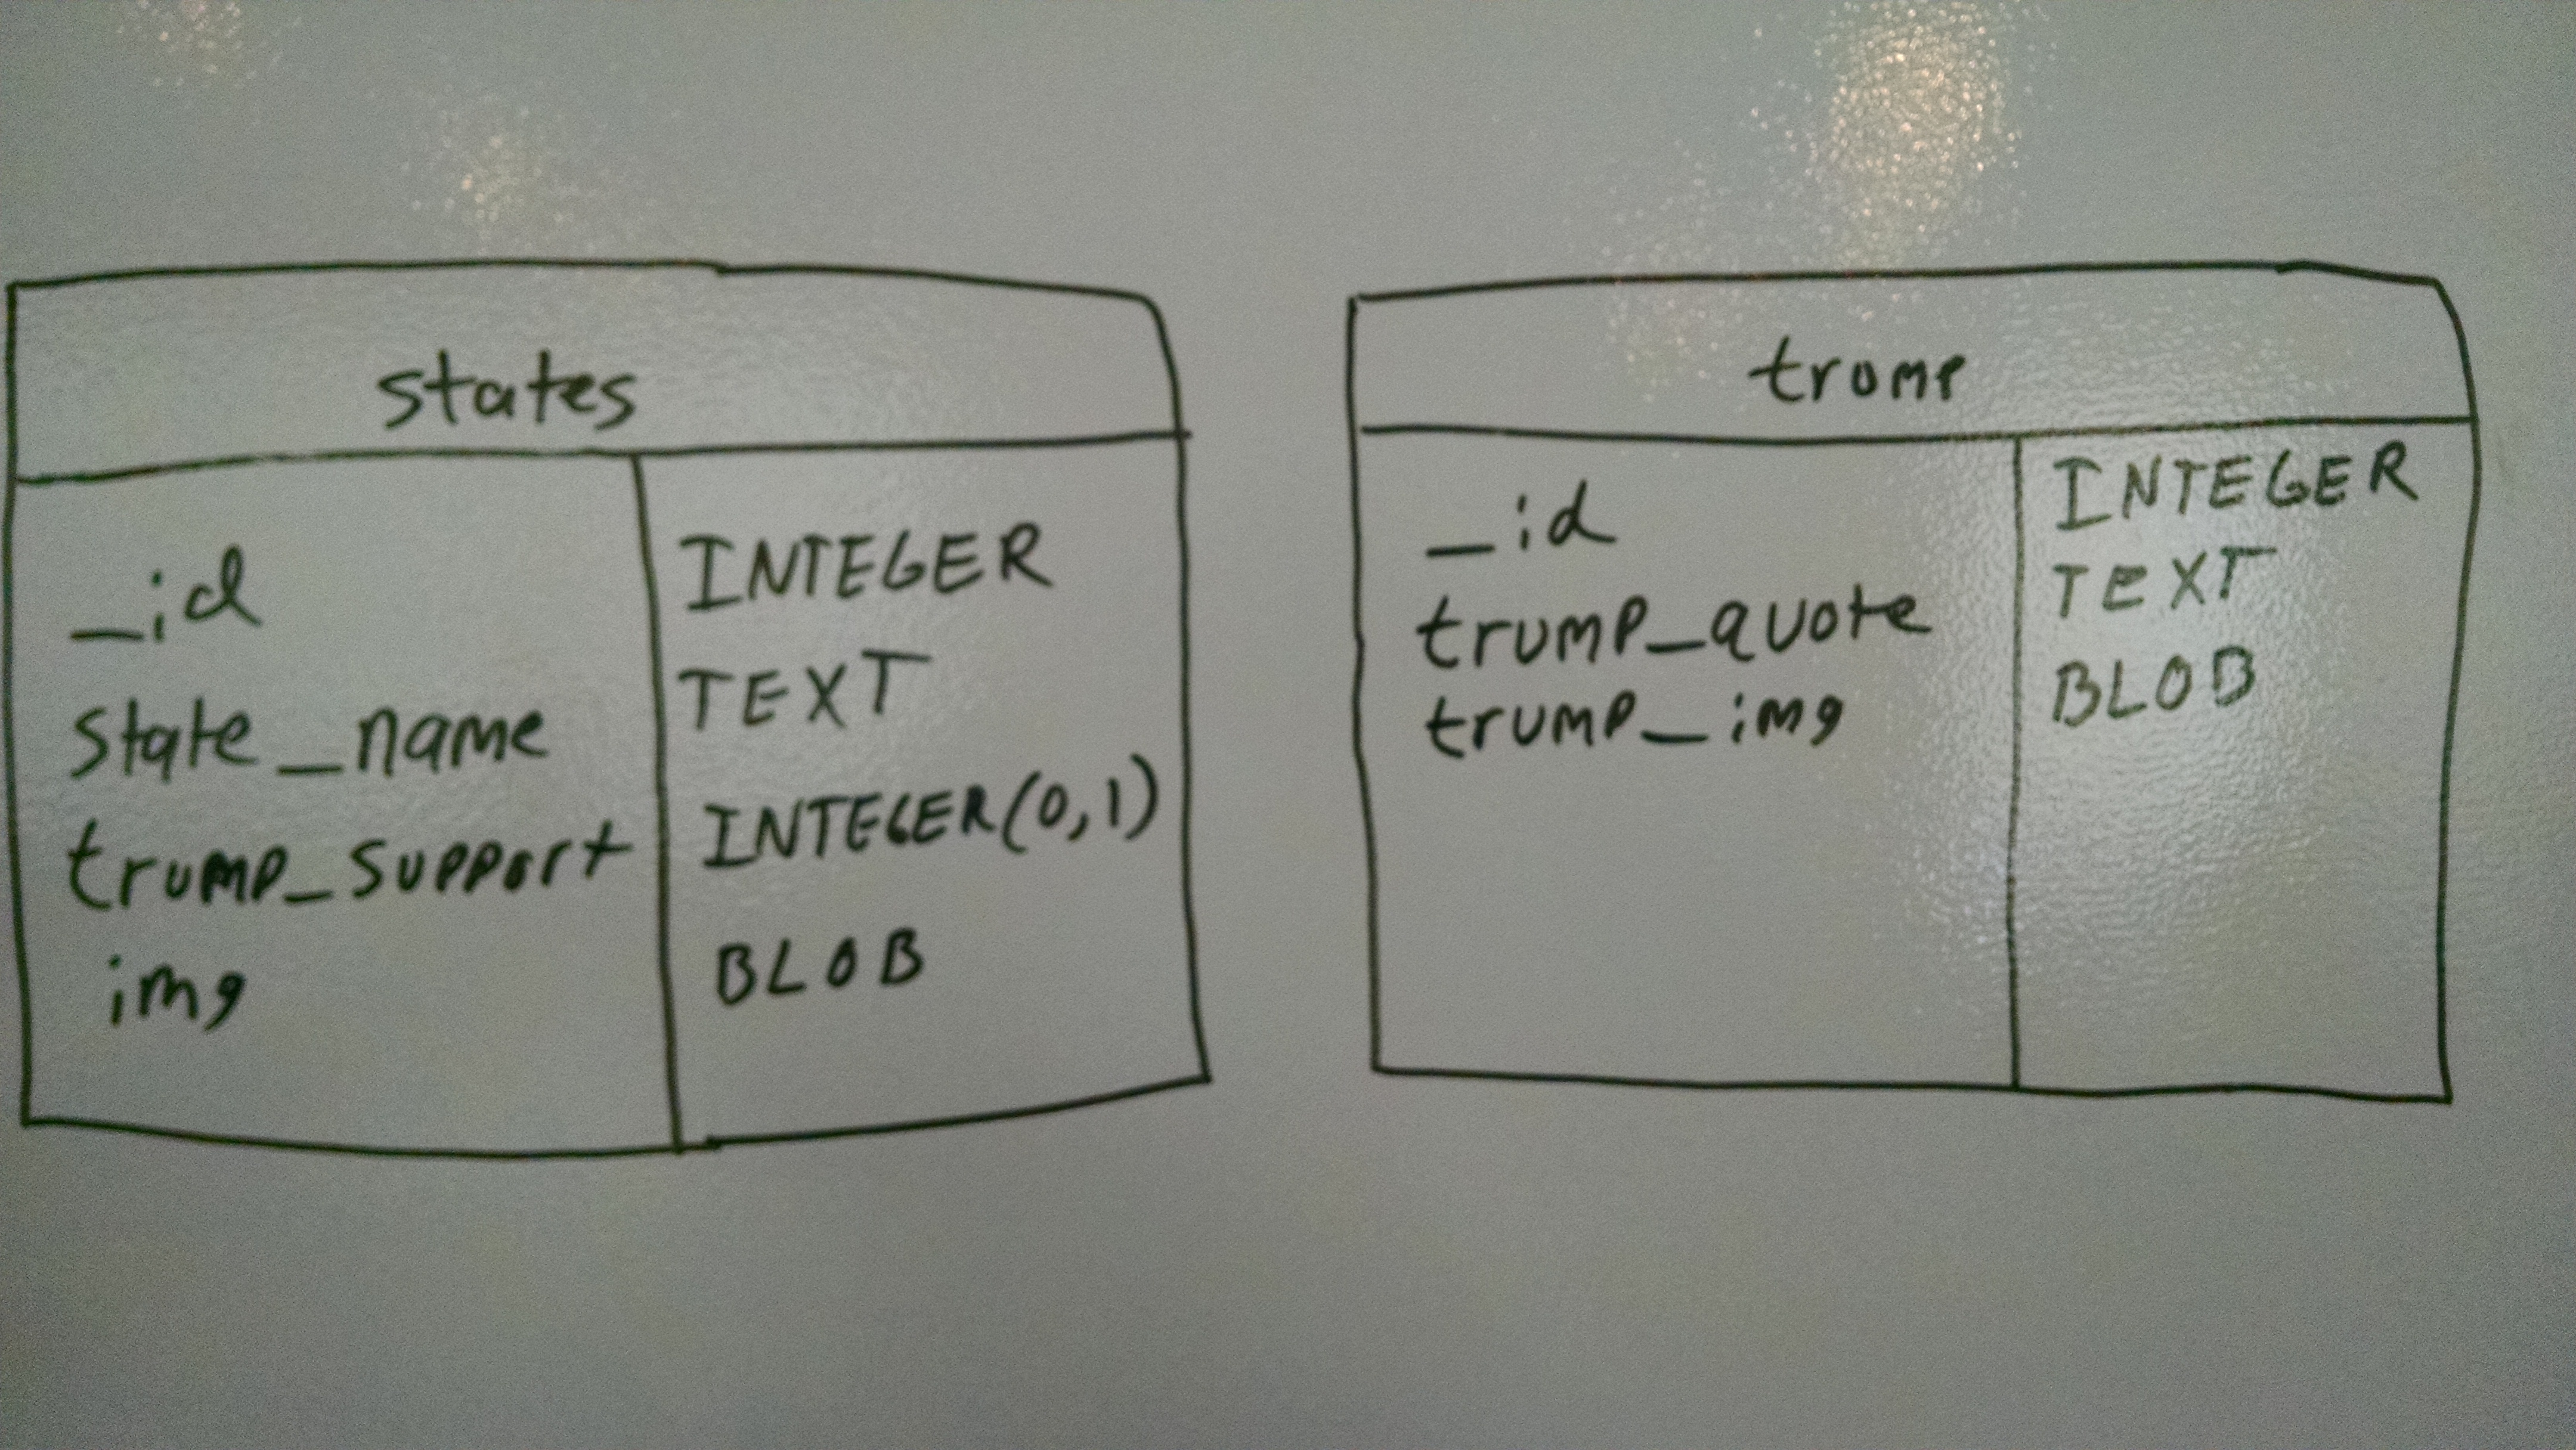 states
_id INTEGER
state_name TEXT
trump_support INTEGER(0,1)
img BLOB
trump
_id INTEGER
trump_quote TEXT
trump_img BLOB